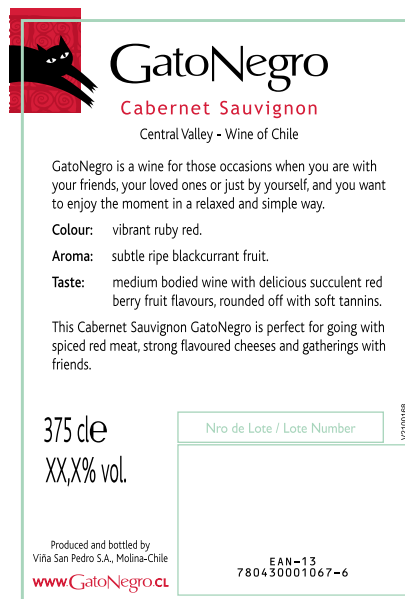 GatoNegro
Cabernet Sauvignon
Central Valley - Wine of Chile
GatoNegro is a wine for those occasions when you are with
your friends, your loved ones or just by yourself, and you want
to enjoy the moment in a relaxed and simple way.
Colour: vibrant ruby red.
Aroma: subtle ripe blackcurrant fruit.
Taste: medium bodied wine with delicious succulent red
berry fruit flavours, rounded off with soft tannins.
This Cabernet Sauvignon GatoNegro is perfect for going with
spiced red meat, strong flavoured cheeses and gatherings with
friends.
375 cl℮
XX,X% vol.
Nro de Lote / Lote Number
Produced and bottled by
Viña San Pedro S.A., Molina-Chile
www.GatoNegro.CL
EAN-13
780430001067-6